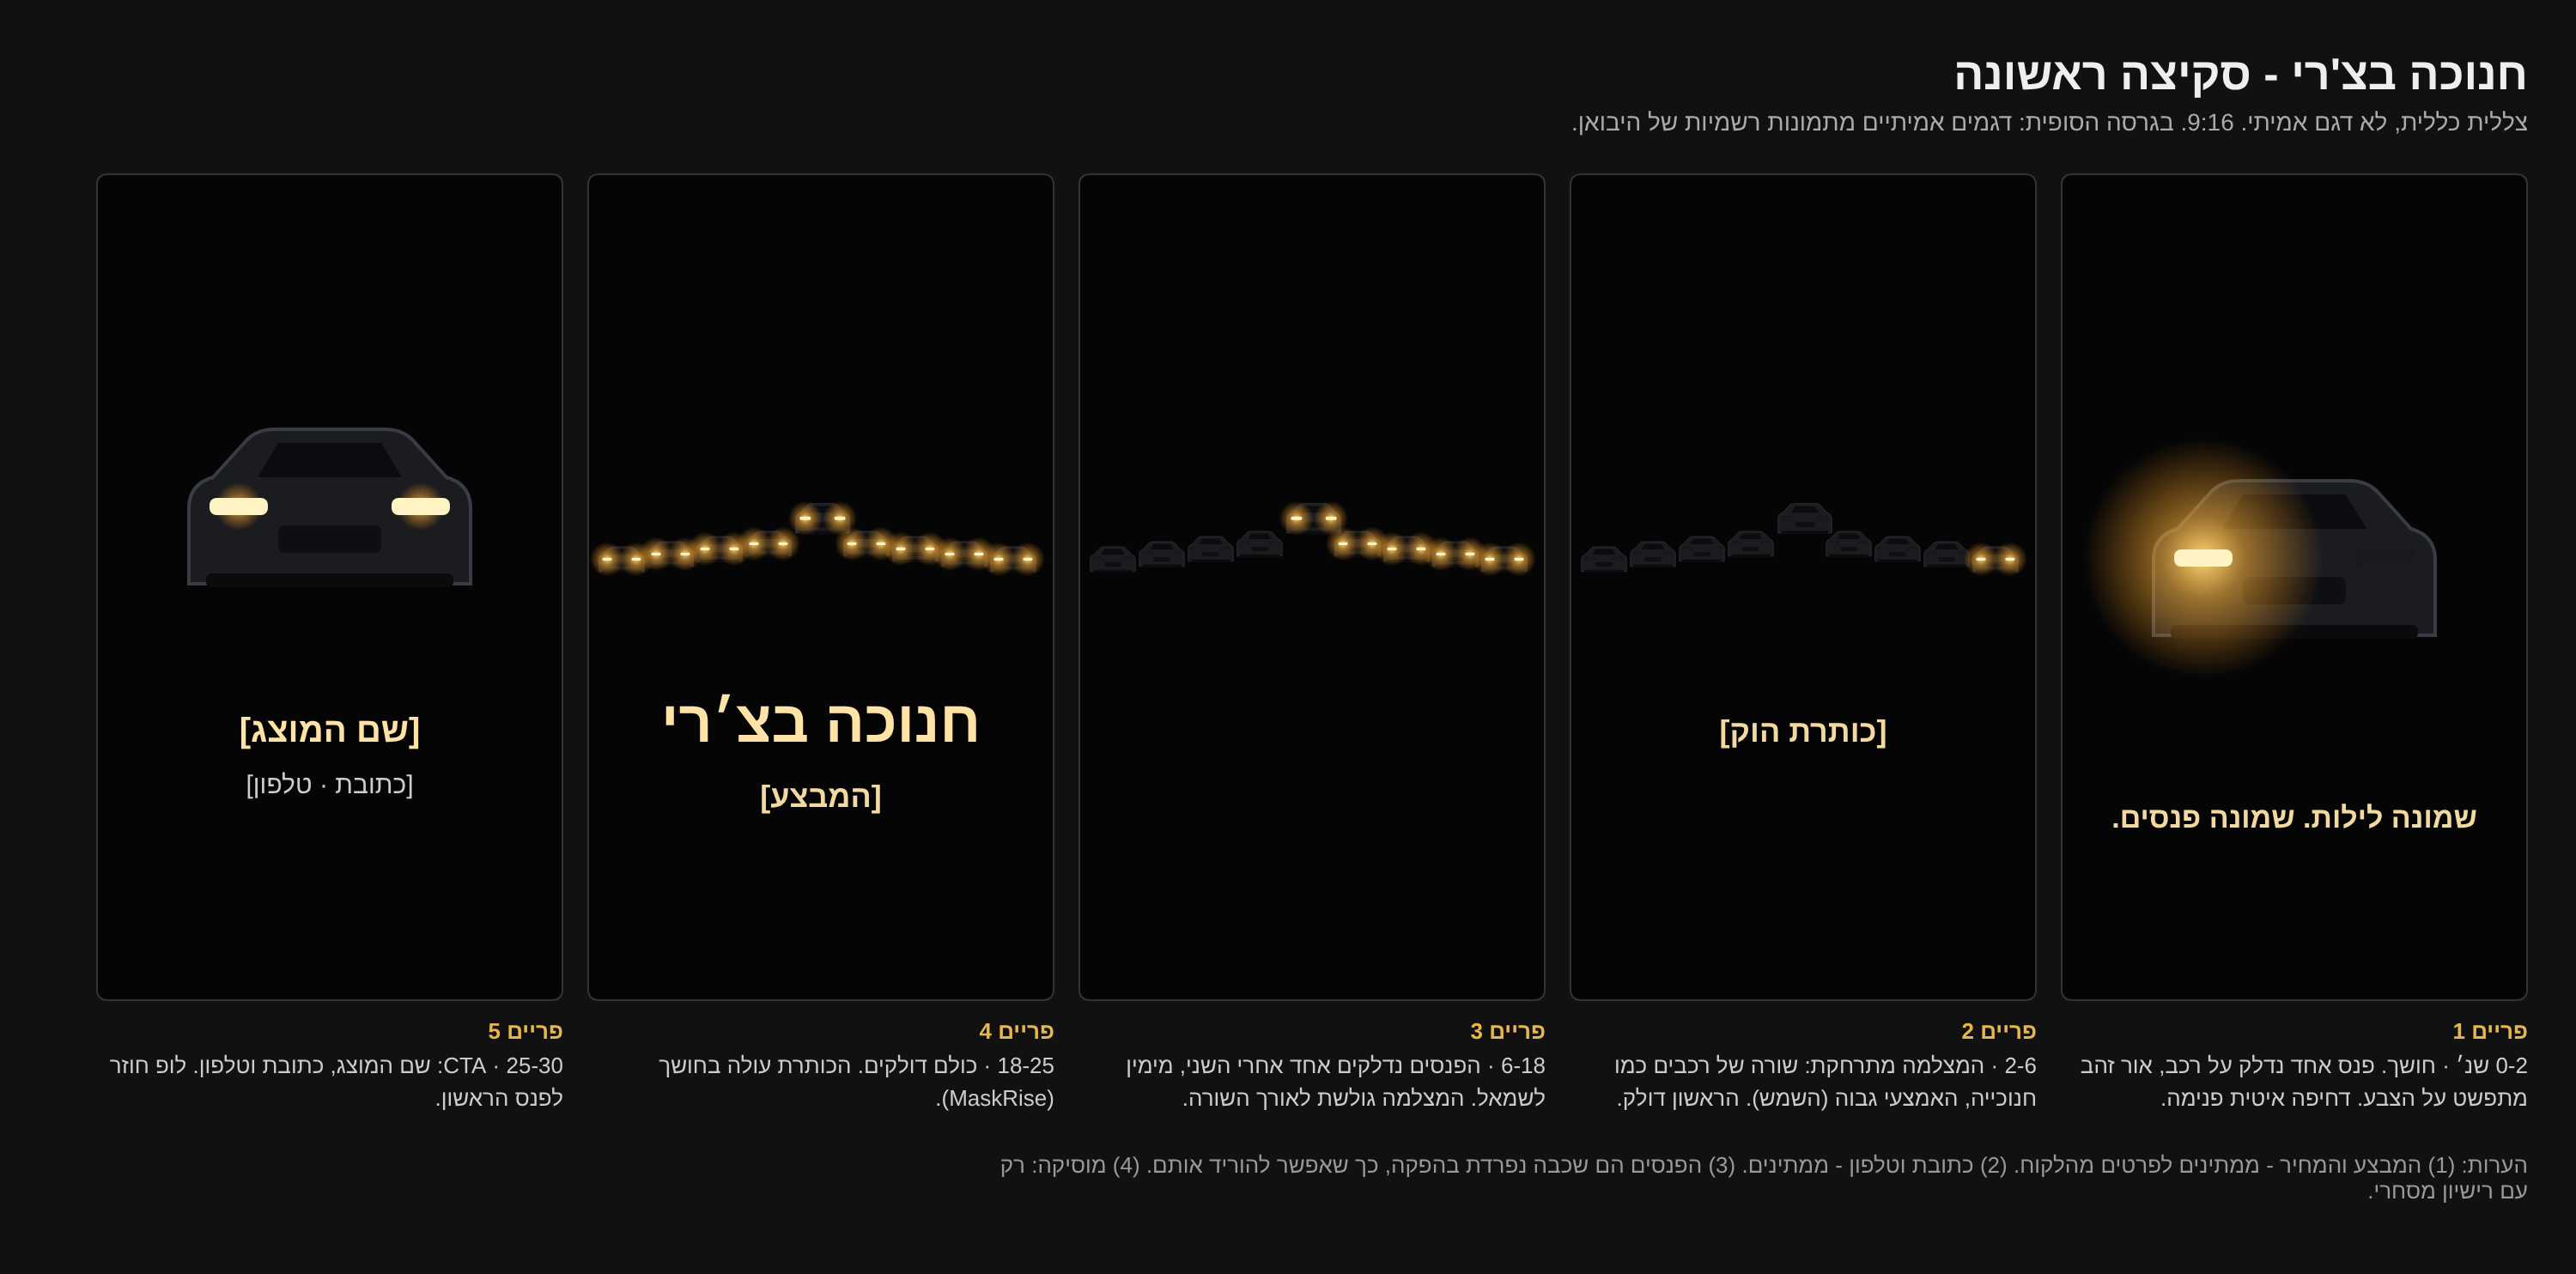 חנוכה בצ'רי - סקיצה ראשונה
צללית כללית, לא דגם אמיתי. 9:16. בגרסה הסופית: דגמים אמיתיים מתמונות רשמיות של היבואן.
שמונה לילות. שמונה פנסים.
פריים 1
0-2 שנ׳ · חושך. פנס אחד נדלק על רכב, אור זהב
מתפשט על הצבע. דחיפה איטית פנימה.
[כותרת הוק]
פריים 2
2-6 · המצלמה מתרחקת: שורה של רכבים כמו
חנוכייה, האמצעי גבוה (השמש). הראשון דולק.
פריים 3
6-18 · הפנסים נדלקים אחד אחרי השני, מימין
לשמאל. המצלמה גולשת לאורך השורה.
חנוכה בצ׳רי
[המבצע]
פריים 4
18-25 · כולם דולקים. הכותרת עולה בחושך
(MaskRise).
[שם המוצג]
[כתובת · טלפון]
פריים 5
25-30 · CTA: שם המוצג, כתובת וטלפון. לופ חוזר
לפנס הראשון.
הערות: (1) המבצע והמחיר - ממתינים לפרטים מהלקוח. (2) כתובת וטלפון - ממתינים. (3) הפנסים הם שכבה נפרדת בהפקה, כך שאפשר להוריד אותם. (4) מוסיקה: רק
עם רישיון מסחרי.